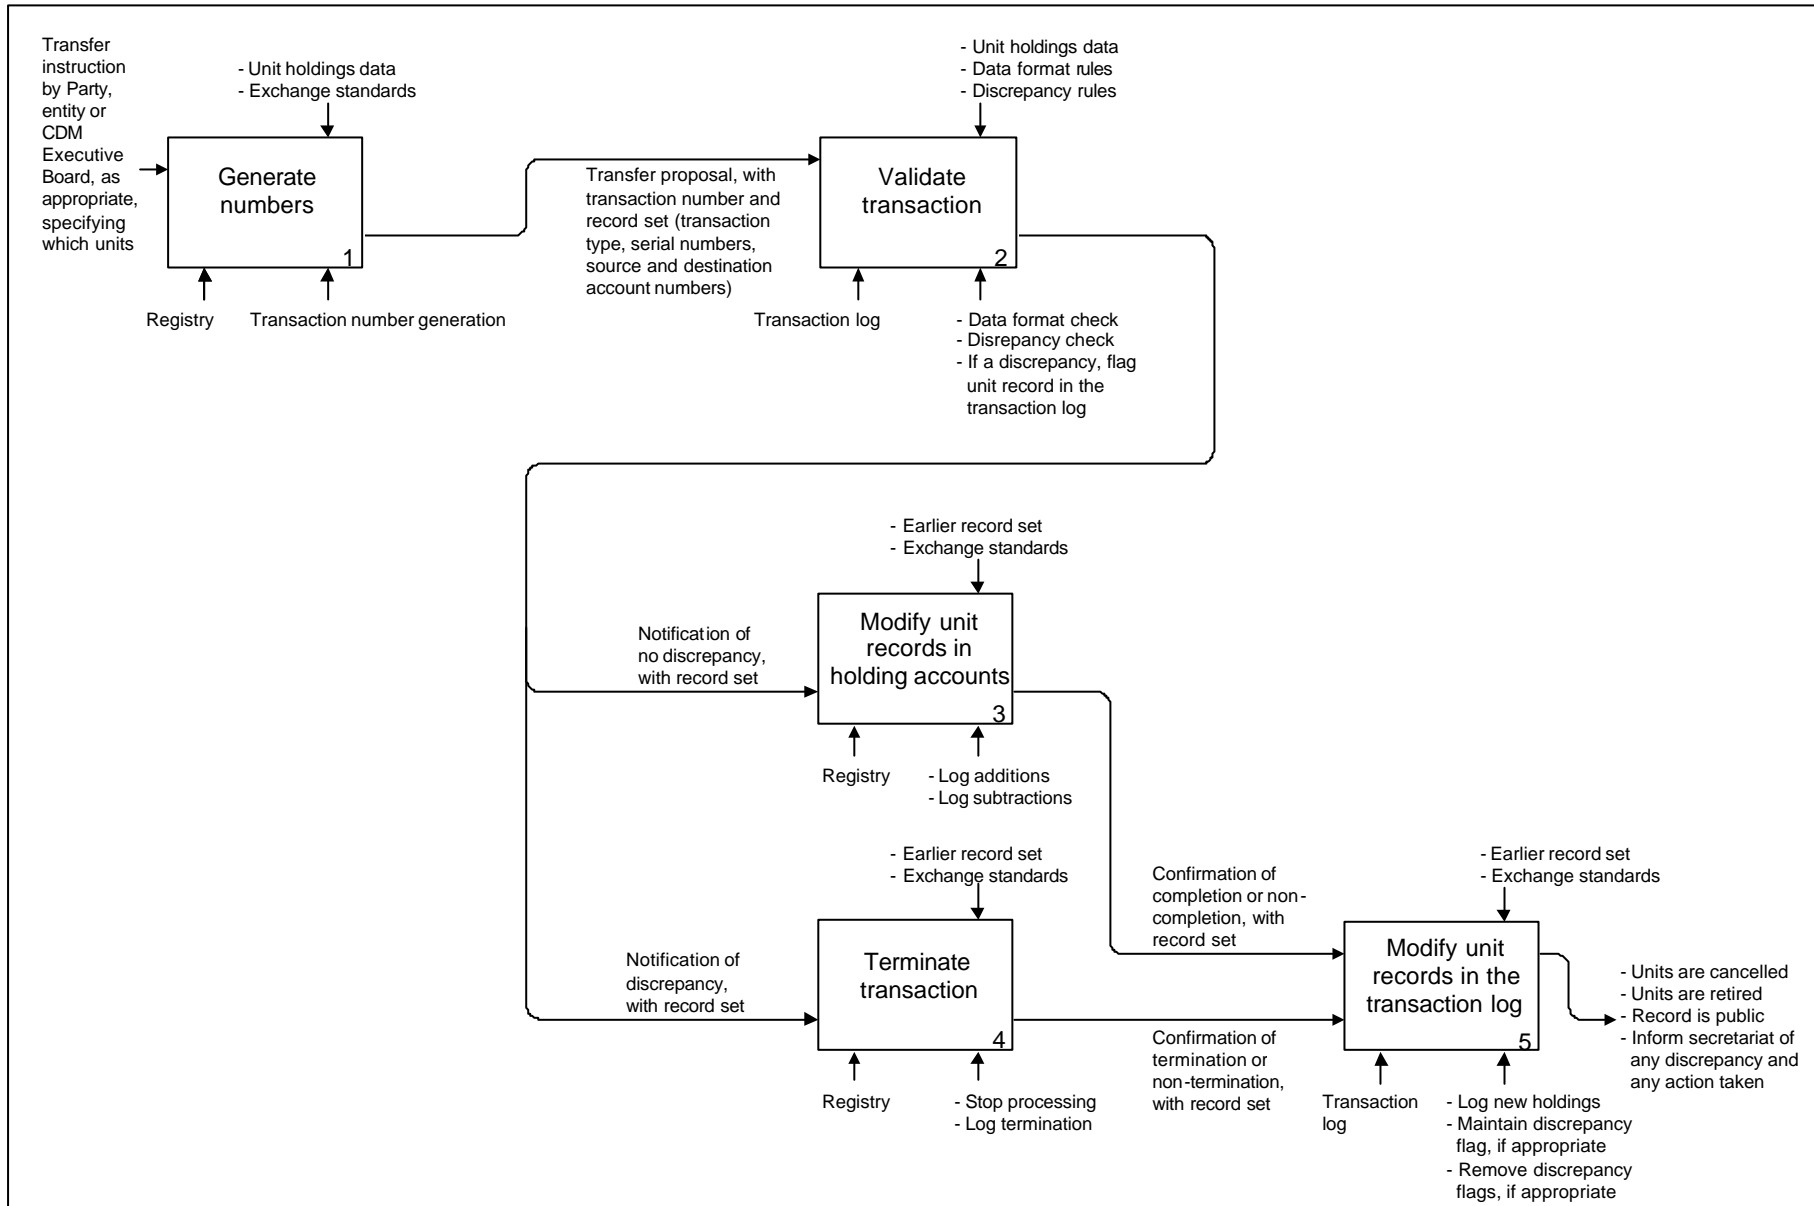 Transfer
instruction
by Party,
entity or
CDM
Executive
Board, as
appropriate,
specifying
which units
- Unit holdings data
- Exchange standards
Generate
numbers
1
Registry
Transaction number generation
Transfer proposal, with
transaction number and
record set (transaction
type, serial numbers,
source and destination
account numbers)
- Unit holdings data
- Data format rules
- Discrepancy rules
Validate
transaction
2
Transaction log
- Data format check
- Disrepancy check
- If a discrepancy, flag
unit record in the
transaction log
- Earlier record set
- Exchange standards
Notification of
no discrepancy,
with record set
Modify unit
records in
holding accounts
3
Registry
- Log additions
- Log subtractions
- Earlier record set
- Exchange standards
Notification of
discrepancy,
with record set
Terminate
transaction
4
Registry
- Stop processing
- Log termination
Confirmation of
completion or non-
completion, with
record set
Confirmation of
termination or
non-termination,
with record set
- Earlier record set
- Exchange standards
Modify unit
records in the
transaction log
5
Transaction
log
- Log new holdings
- Maintain discrepancy
flag, if appropriate
- Remove discrepancy
flags, if appropriate
- Units are cancelled
- Units are retired
- Record is public
- Inform secretariat of
any discrepancy and
any action taken